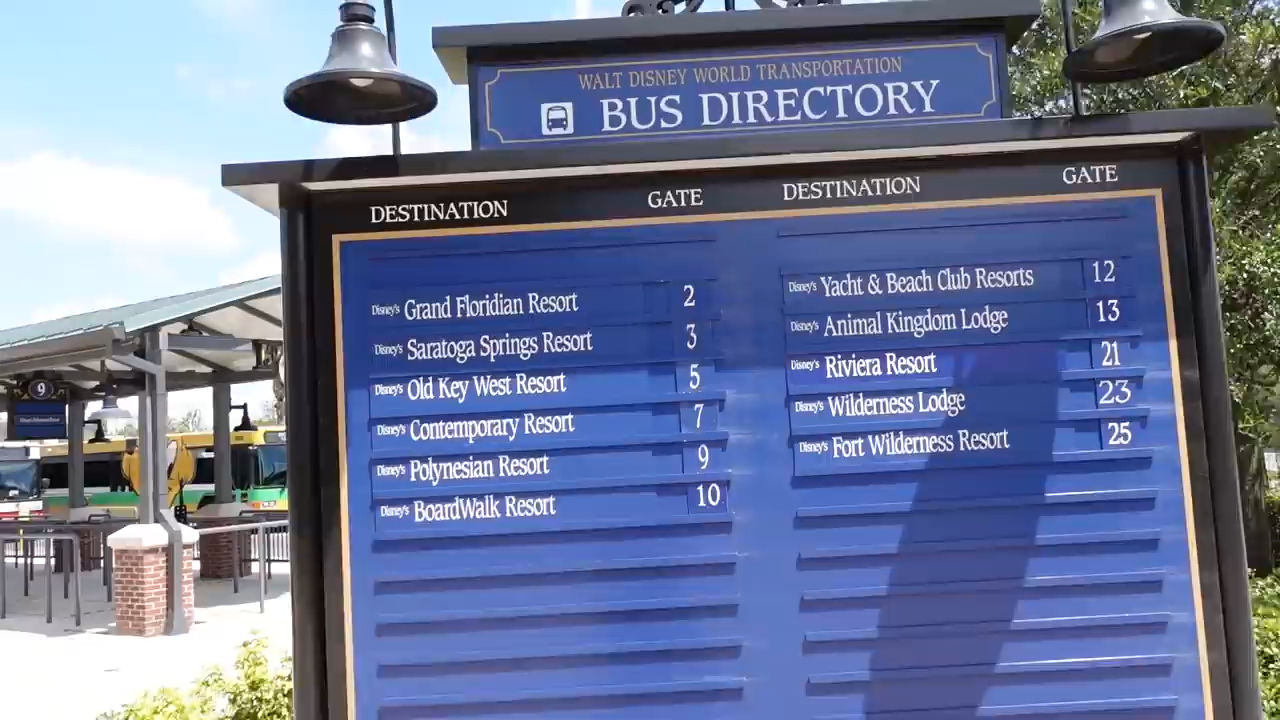 WALT DISNEY WORLD TRANSPORTATION
BUS DIRECTORY
DESTINATION GATE
Disney's Grand Floridian Resort 2
Disney's Saratoga Springs Resort 3
Disney's Old Key West Resort 5
Disney's Contemporary Resort 7
Disney's Polynesian Resort 9
Disney's BoardWalk Resort 10
DESTINATION GATE
Disney's Yacht & Beach Club Resorts 12
Disney's Animal Kingdom Lodge 13
Disney's Riviera Resort 21
Disney's Wilderness Lodge 23
Disney's Fort Wilderness Resort 25
9